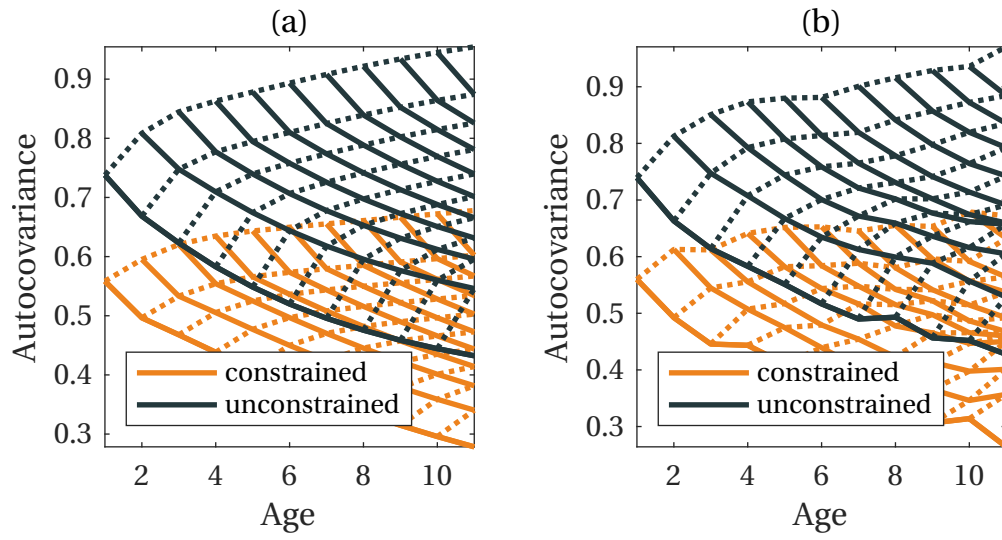 (a)
Autocovariance
0.9
0.8
0.7
0.6
0.5
0.4
0.3
constrained
unconstrained
2 4 6 8 10
Age
(b)
Autocovariance
0.9
0.8
0.7
0.6
0.5
0.4
0.3
constrained
unconstrained
2 4 6 8 10
Age